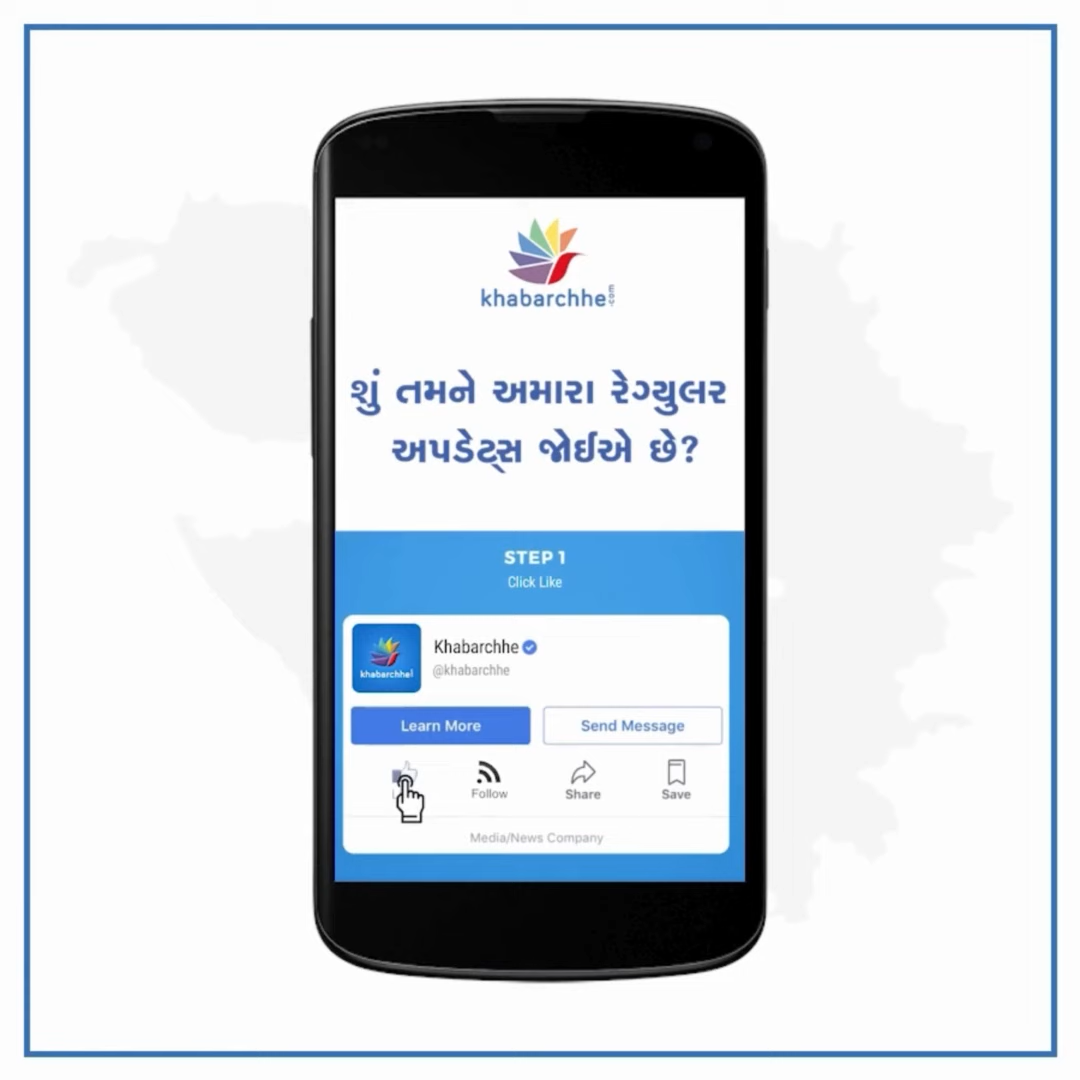 khabarchhe.com
શું તમને અમારા રેગ્યુલર
અપડેટ્સ જોઈએ છે?
STEP 1
Click Like
Khabarchhe
@khabarchhe
khabarchhe
Learn More
Send Message
Follow
Share
Save
Media/News Company